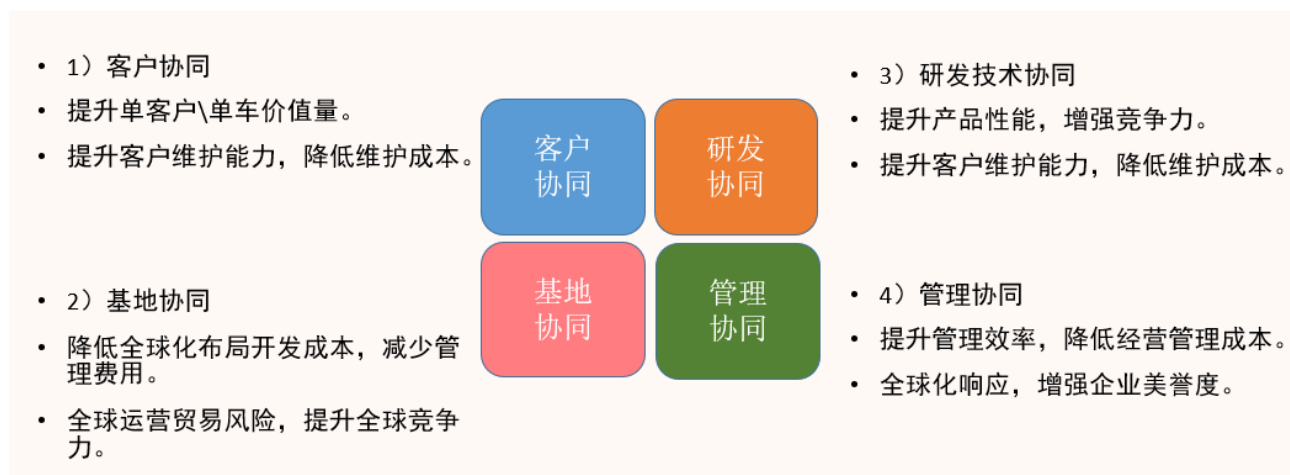 • 1）客户协同
• 提升单客户\单车价值量。
• 提升客户维护能力，降低维护成本。
• 2）基地协同
• 降低全球化布局开发成本，减少管
理费用。
• 全球运营贸易风险，提升全球竞争
力。
客户
协同
研发
协同
基地
协同
管理
协同
• 3）研发技术协同
• 提升产品性能，增强竞争力。
• 提升客户维护能力，降低维护成本。
• 4）管理协同
• 提升管理效率，降低经营管理成本。
• 全球化响应，增强企业美誉度。